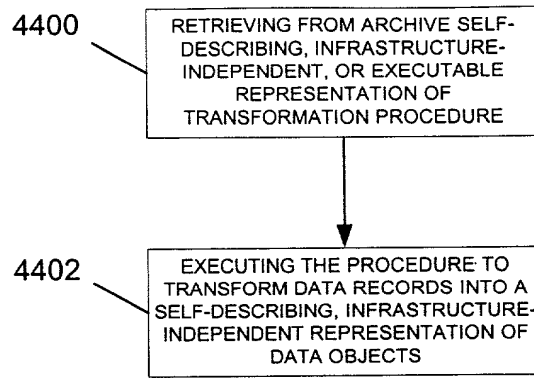 4400
RETRIEVING FROM ARCHIVE SELF-
DESCRIBING, INFRASTRUCTURE-
INDEPENDENT, OR EXECUTABLE
REPRESENTATION OF
TRANSFORMATION PROCEDURE
4402
EXECUTING THE PROCEDURE TO
TRANSFORM DATA RECORDS INTO A
SELF-DESCRIBING, INFRASTRUCTURE-
INDEPENDENT REPRESENTATION OF
DATA OBJECTS